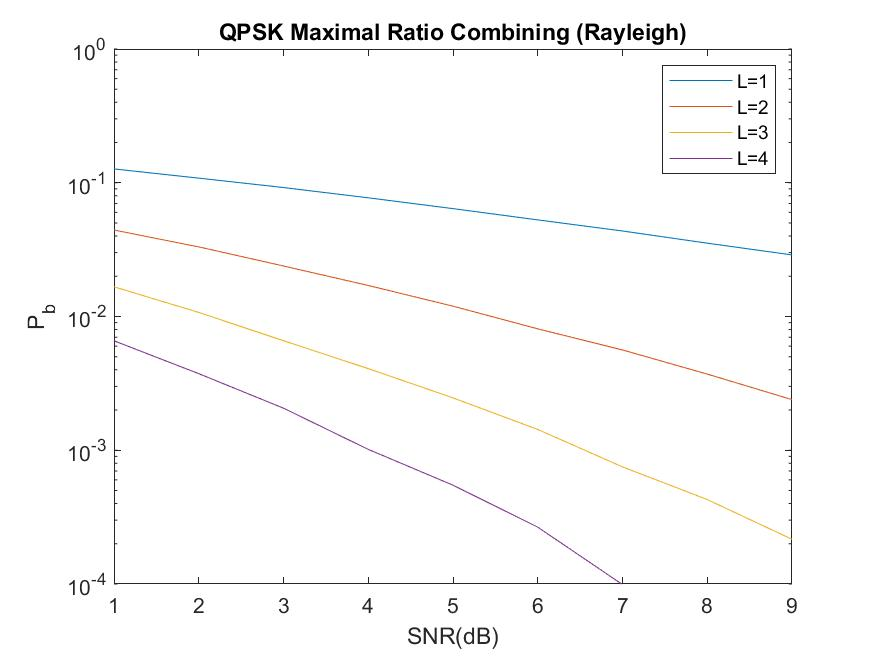 QPSK Maximal Ratio Combining (Rayleigh)
10^0
10^-1
10^-2
10^-3
10^-4
P_b
L=1
L=2
L=3
L=4
1 2 3 4 5 6 7 8 9
SNR(dB)